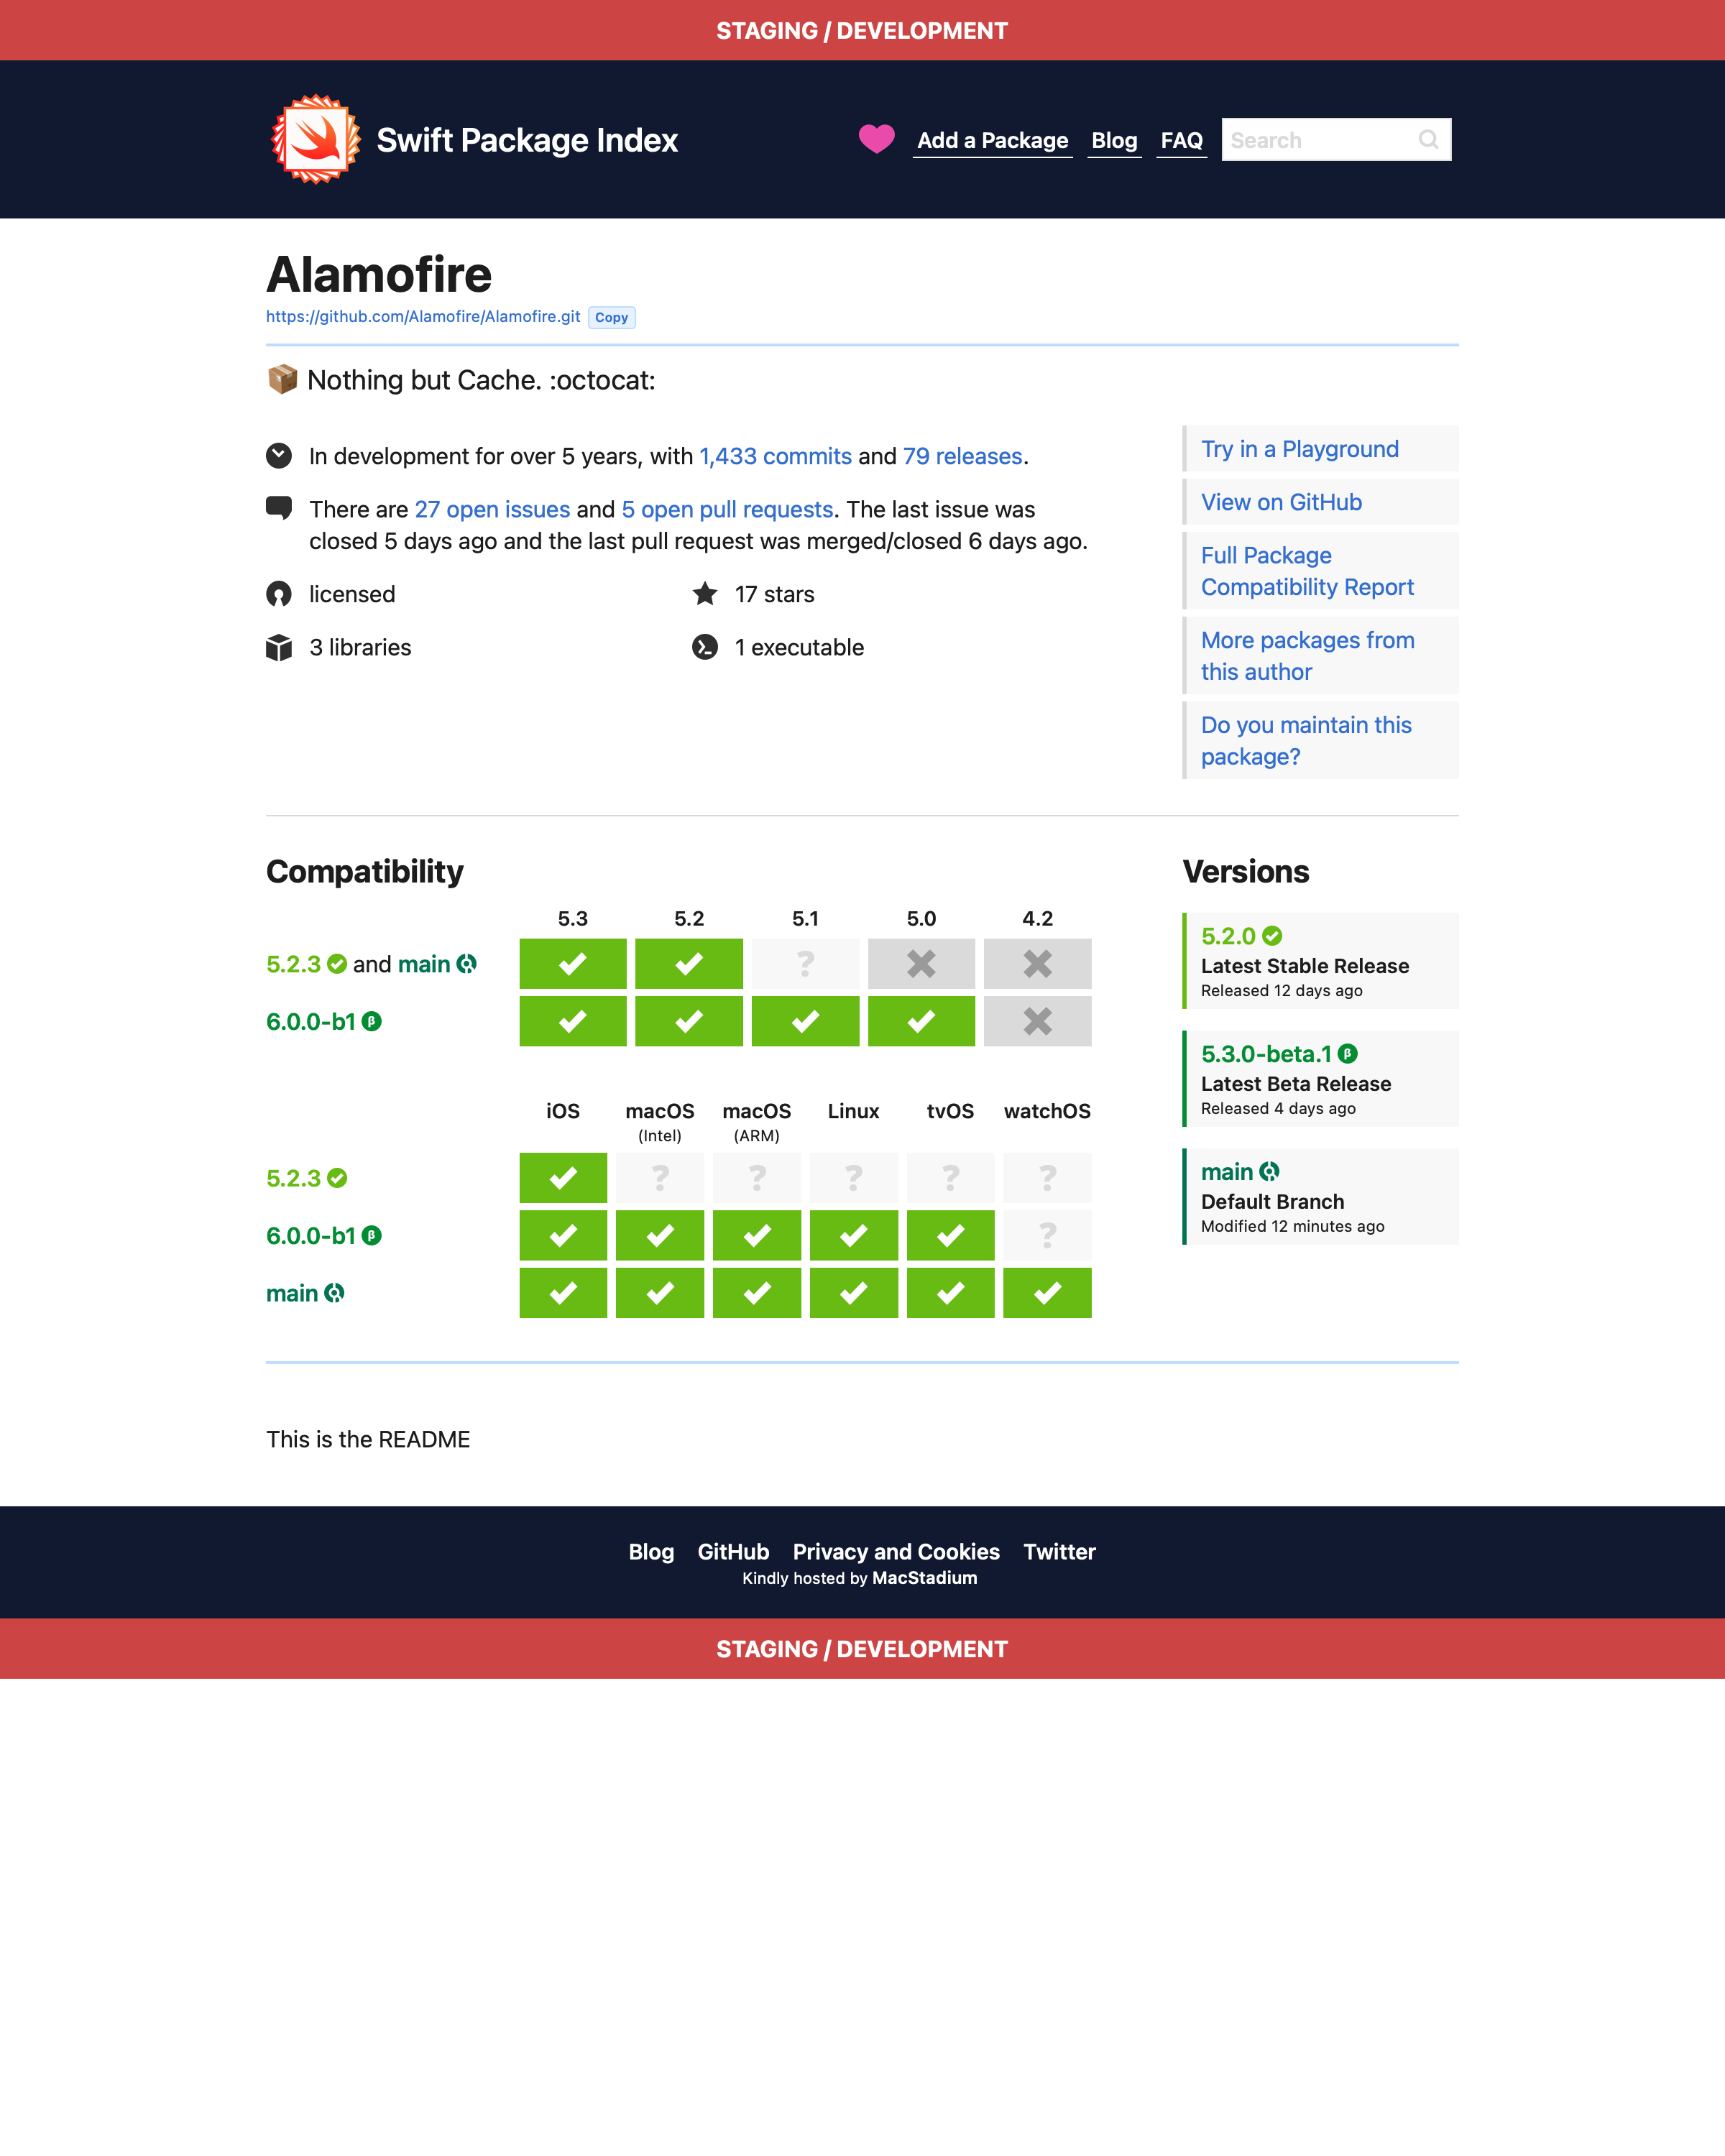 STAGING / DEVELOPMENT
Swift Package Index
Add a Package Blog FAQ Search
Alamofire
https://github.com/Alamofire/Alamofire.git Copy
📦 Nothing but Cache. :octocat:
In development for over 5 years, with 1,433 commits and 79 releases.
There are 27 open issues and 5 open pull requests. The last issue was
closed 5 days ago and the last pull request was merged/closed 6 days ago.
licensed
17 stars
3 libraries
1 executable
Try in a Playground
View on GitHub
Full Package
Compatibility Report
More packages from
this author
Do you maintain this
package?
Compatibility
5.3 5.2 5.1 5.0 4.2
5.2.3 and main ?
6.0.0-b1 β
iOS macOS macOS Linux tvOS watchOS
(Intel) (ARM)
5.2.3 ? ? ? ? ?
6.0.0-b1 β ?
main
Versions
5.2.0
Latest Stable Release
Released 12 days ago
5.3.0-beta.1 β
Latest Beta Release
Released 4 days ago
main
Default Branch
Modified 12 minutes ago
This is the README
Blog GitHub Privacy and Cookies Twitter
Kindly hosted by MacStadium
STAGING / DEVELOPMENT